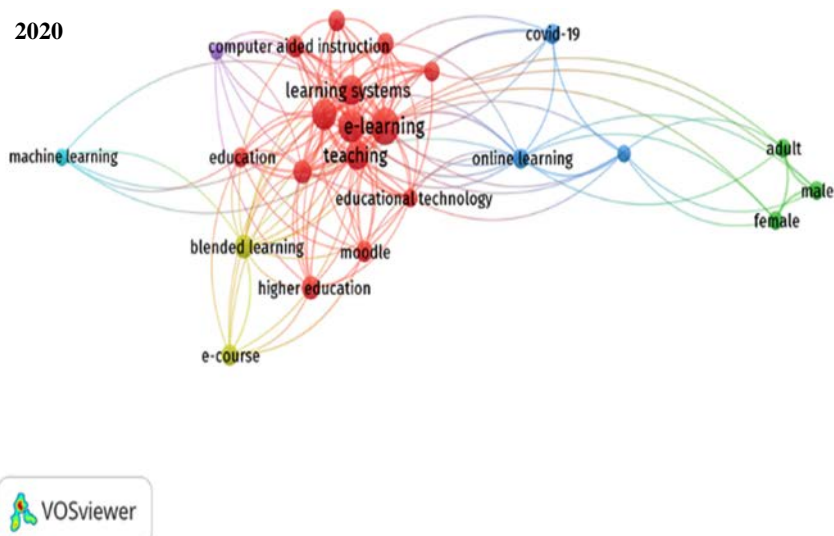 2020
covid-19
computer aided instruction
learning systems
e-learning
machine learning
education
teaching
online learning
adult
educational technology
male
female
blended learning
moodle
higher education
e-course
VOSviewer